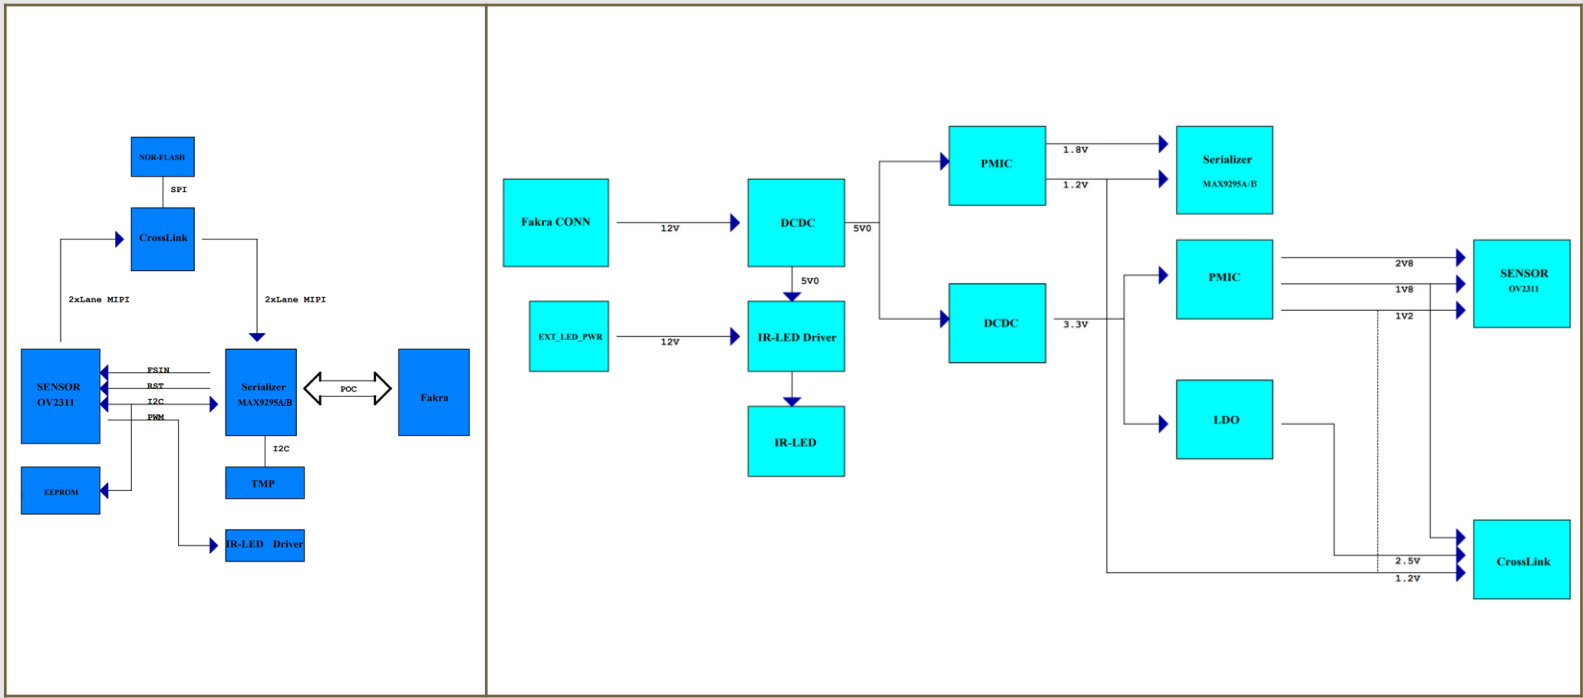 NOR-FLASH
SPI
CrossLink
2xLane MIPI
2xLane MIPI
SENSOR
OV2311
FSIN
RST
I2C
PWM
Serializer
MAX9295A/B
POC
Fakra
I2C
EEPROM
TMP
IR-LED Driver
Fakra CONN
12V
DCDC
5V0
5V0
EXT_LED_PWR
12V
IR-LED Driver
IR-LED
PMIC
1.8V
1.2V
Serializer
MAX9295A/B
DCDC
3.3V
PMIC
2V8
1V8
1V2
SENSOR
OV2311
LDO
2.5V
1.2V
CrossLink